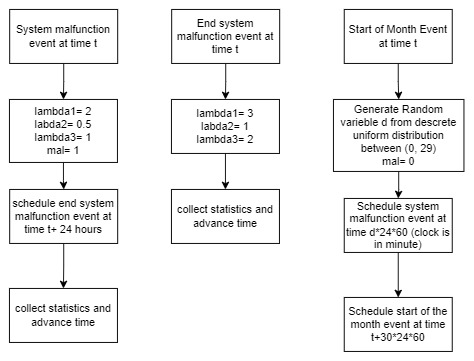 System malfunction
event at time t
lambda1= 2
labda2= 0.5
lambda3= 1
mal= 1
schedule end system
malfunction event at
time t+ 24 hours
collect statistics and
advance time
End system
malfunction event at
time t
lambda1= 3
labda2= 1
lambda3= 2
collect statistics and
advance time
Start of Month Event
at time t
Generate Random
variable d from descrete
uniform distribution
between (0, 29)
mal= 0
Schedule system
malfunction event at
time d*24*60 (clock is
in minute)
Schedule start of the
month event at time
t+30*24*60